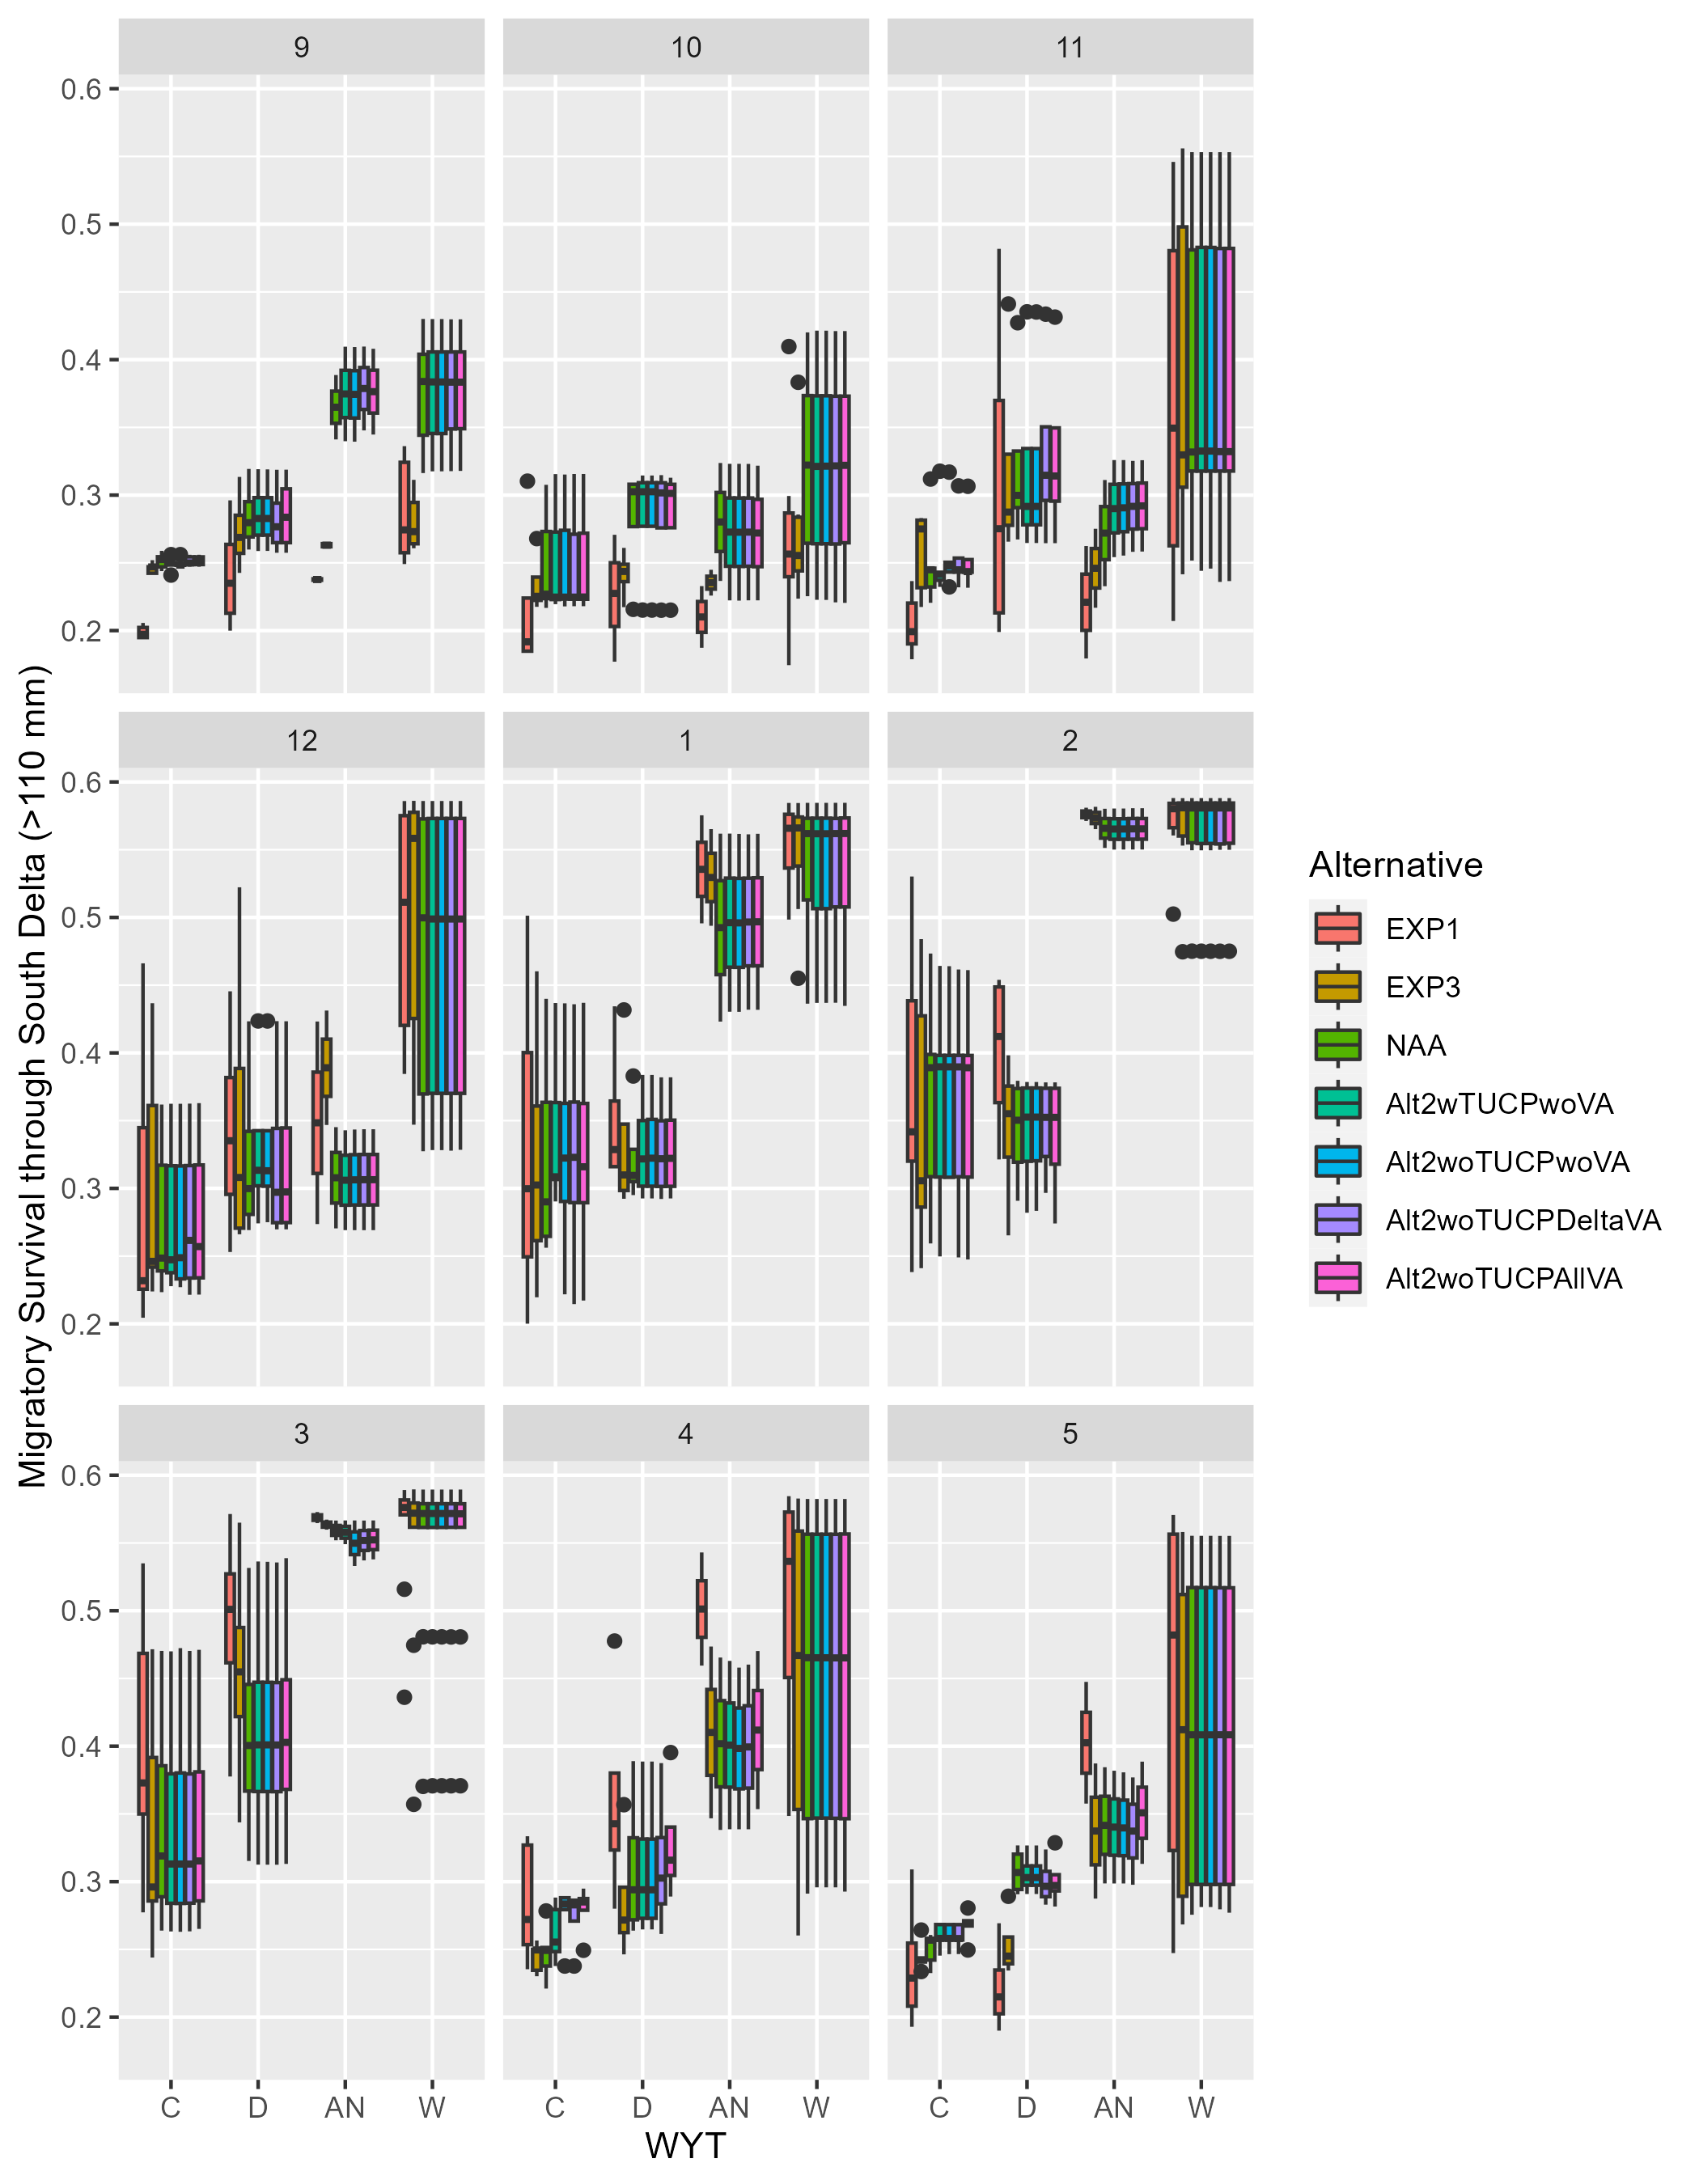 Migratory Survival through South Delta (>110 mm)
9
10
11
0.6
0.5
0.4
0.3
0.2
12
1
2
0.6
0.5
0.4
0.3
0.2
3
4
5
0.6
0.5
0.4
0.3
0.2
C D AN W
C D AN W
C D AN W
WYT
Alternative
EXP1
EXP3
NAA
Alt2wTUCPwoVA
Alt2woTUCPwoVA
Alt2woTUCPDeltaVA
Alt2woTUCPAllVA